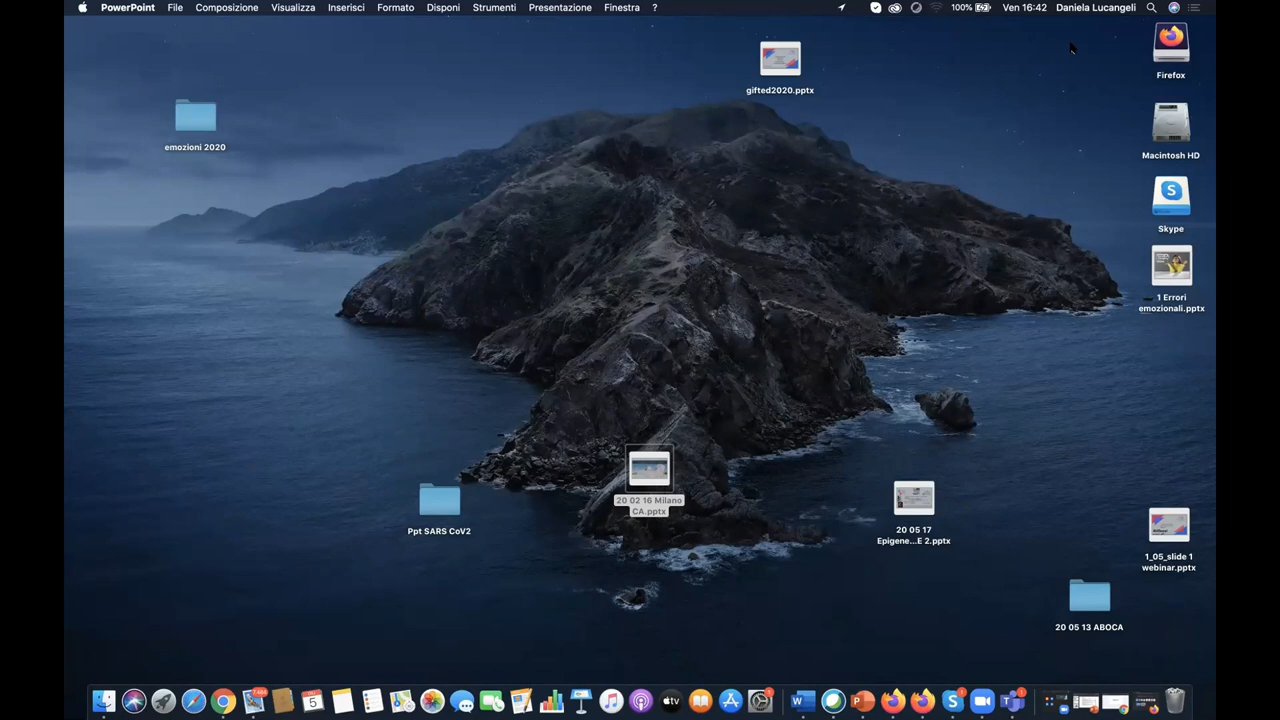 PowerPoint File Composizione Visualizza Inserisci Formato Disponi Strumenti Presentazione Finestra ? 100% Ven 16:42 Daniela Lucangeli
Firefox
gifted2020.pptx
emozioni 2020
Macintosh HD
Skype
1 Errori
emozionali.pptx
20 02 16 Milano
CA.pptx
Ppt SARS CoV2
20 05 17
Epigene...E 2.pptx
1_05_slide 1
webinar.pptx
20 05 13 ABOCA
5
tv